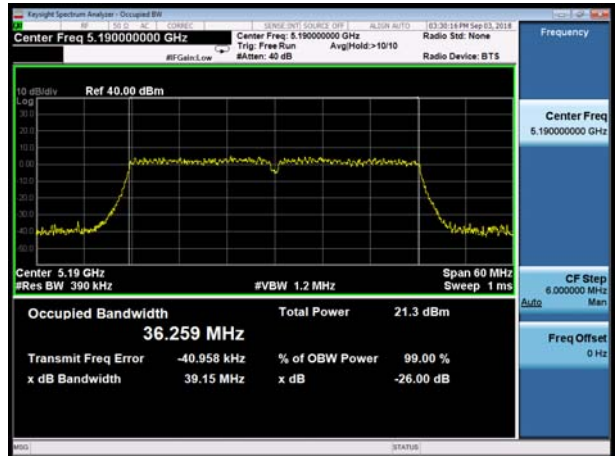 Keysight Spectrum Analyzer - Occupied BW
RF 50 Ω AC CORREC SENSE:INT SOURCE OFF ALIGN AUTO 03:30:16 PM Sep 03, 2018
Center Freq 5.190000000 GHz
Center Freq: 5.190000000 GHz
Radio Std: None
Trig: Free Run Avg|Hold:>10/10
#IFGain:Low #Atten: 40 dB Radio Device: BTS
10 dB/div Ref 40.00 dBm
Log
30.0
20.0
10.0
0.00
-10.0
-20.0
-30.0
-40.0
-50.0
Center 5.19 GHz Span 60 MHz
#Res BW 390 kHz #VBW 1.2 MHz Sweep 1 ms
Occupied Bandwidth Total Power 21.3 dBm
36.259 MHz
Transmit Freq Error -40.958 kHz % of OBW Power 99.00 %
x dB Bandwidth 39.15 MHz x dB -26.00 dB
MSG STATUS
Frequency
Center Freq
5.190000000 GHz
CF Step
6.000000 MHz
Auto Man
Freq Offset
0 Hz